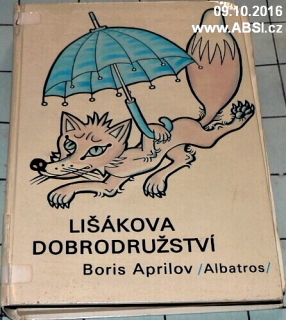 09.10.2016
www.ABSI.cz
LIŠÁKOVA
DOBRODRUŽSTVÍ
Boris Aprilov /Albatros/